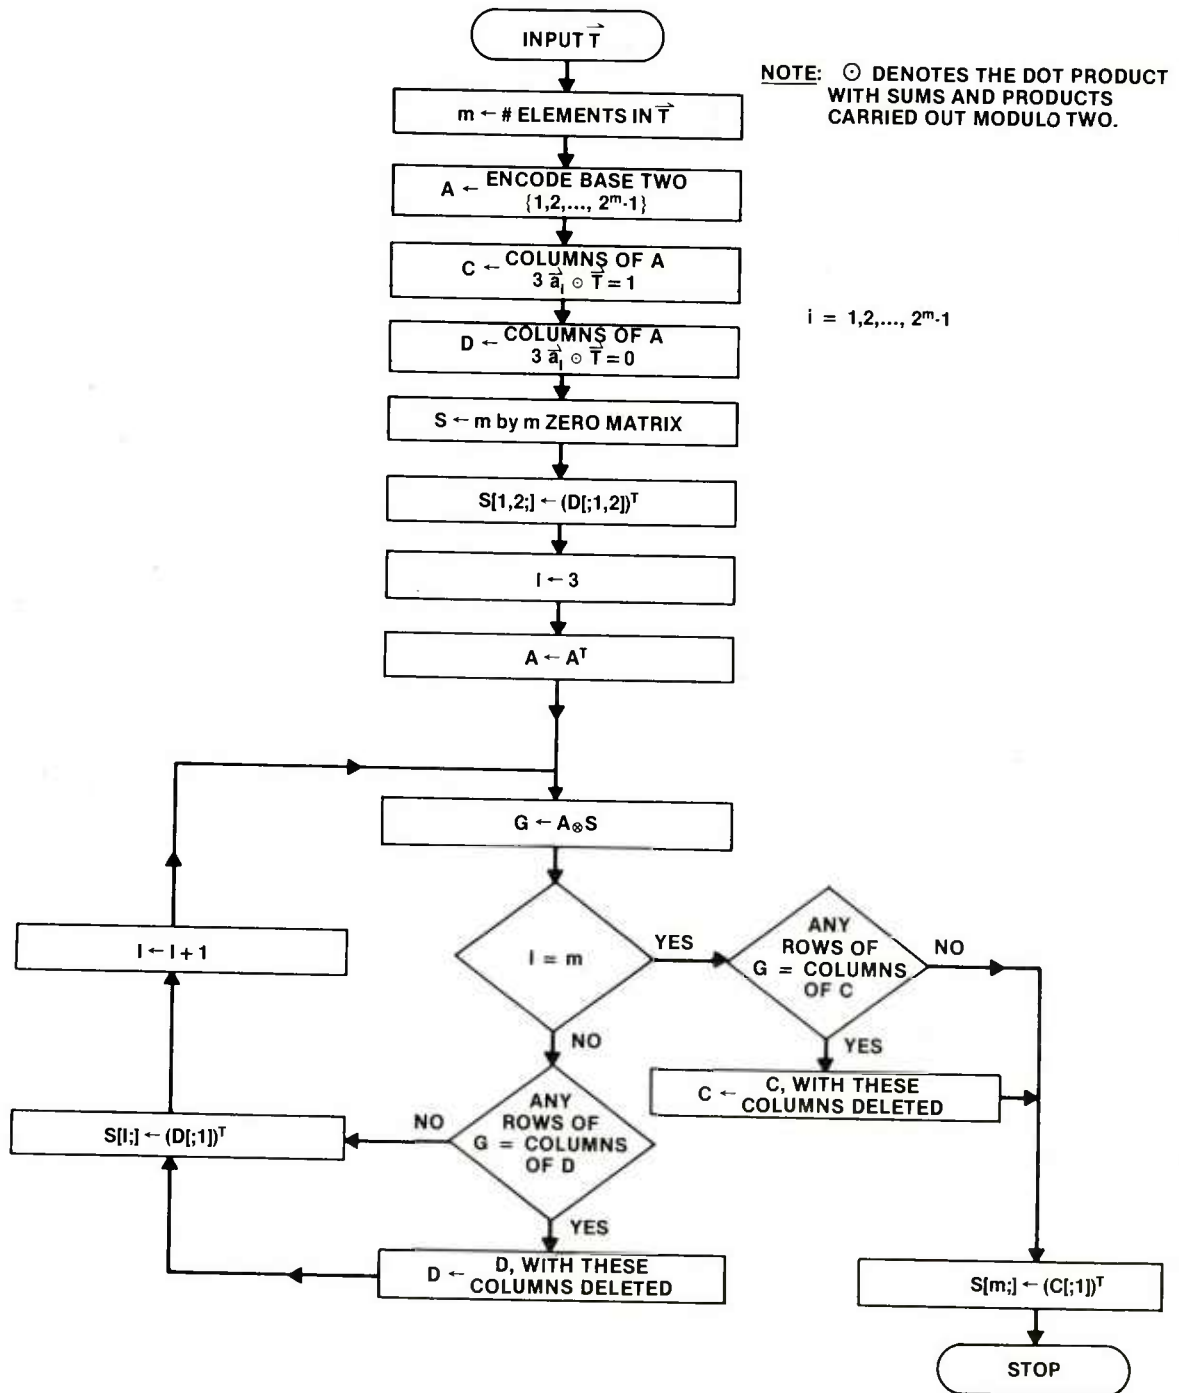 INPUT T⃗
NOTE: ⊙ DENOTES THE DOT PRODUCT
WITH SUMS AND PRODUCTS
CARRIED OUT MODULO TWO.
m ← # ELEMENTS IN T⃗
A ← ENCODE BASE TWO
{1,2,..., 2ᵐ-1}
C ← COLUMNS OF A
3 a⃗ᵢ ⊙ T⃗ = 1
i = 1,2,..., 2ᵐ-1
D ← COLUMNS OF A
3 a⃗ᵢ ⊙ T⃗ = 0
S ← m by m ZERO MATRIX
S[1,2;] ← (D[;1,2])ᵀ
I ← 3
A ← Aᵀ
G ← A⊗S
I = m
YES
ANY
ROWS OF
G = COLUMNS
OF C
NO
I ← I + 1
NO
YES
C ← C, WITH THESE
COLUMNS DELETED
ANY
ROWS OF
G = COLUMNS
OF D
NO
S[I;] ← (D[;1])ᵀ
YES
D ← D, WITH THESE
COLUMNS DELETED
S[m;] ← (C[;1])ᵀ
STOP